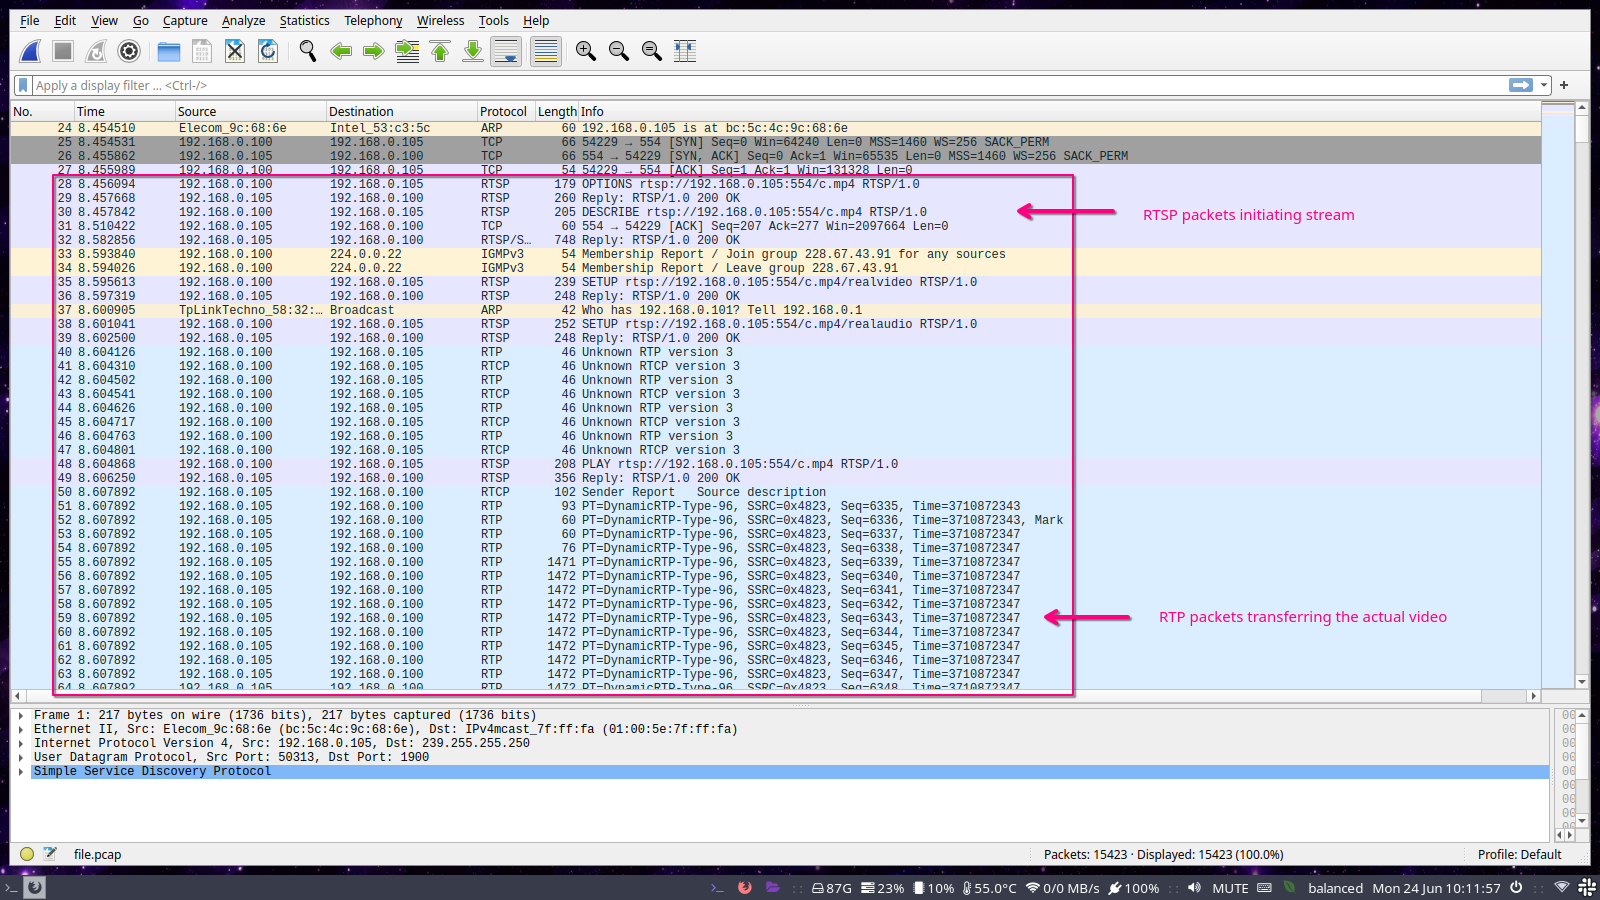 File Edit View Go Capture Analyze Statistics Telephony Wireless Tools Help
Apply a display filter ... <Ctrl-/>
No. Time Source Destination Protocol Length Info
24 8.454510 Elecom_9c:68:6e Intel_53:c3:5c ARP 60 192.168.0.105 is at bc:5c:4c:9c:68:6e
25 8.454531 192.168.0.100 192.168.0.105 TCP 66 54229 → 554 [SYN] Seq=0 Win=64240 Len=0 MSS=1460 WS=256 SACK_PERM
26 8.455862 192.168.0.105 192.168.0.100 TCP 66 554 → 54229 [SYN, ACK] Seq=0 Ack=1 Win=65535 Len=0 MSS=1460 WS=256 SACK_PERM
27 8.455989 192.168.0.100 192.168.0.105 TCP 54 54229 → 554 [ACK] Seq=1 Ack=1 Win=131328 Len=0
28 8.456094 192.168.0.100 192.168.0.105 RTSP 179 OPTIONS rtsp://192.168.0.105:554/c.mp4 RTSP/1.0
29 8.457668 192.168.0.105 192.168.0.100 RTSP 260 Reply: RTSP/1.0 200 OK
30 8.457842 192.168.0.100 192.168.0.105 RTSP 205 DESCRIBE rtsp://192.168.0.105:554/c.mp4 RTSP/1.0
RTSP packets initiating stream
31 8.510422 192.168.0.105 192.168.0.100 TCP 60 554 → 54229 [ACK] Seq=207 Ack=277 Win=2097664 Len=0
32 8.582856 192.168.0.105 192.168.0.100 RTSP/S… 748 Reply: RTSP/1.0 200 OK
33 8.593840 192.168.0.100 224.0.0.22 IGMPv3 54 Membership Report / Join group 228.67.43.91 for any sources
34 8.594026 192.168.0.100 224.0.0.22 IGMPv3 54 Membership Report / Leave group 228.67.43.91
35 8.595613 192.168.0.100 192.168.0.105 RTSP 239 SETUP rtsp://192.168.0.105:554/c.mp4/realvideo RTSP/1.0
36 8.597319 192.168.0.105 192.168.0.100 RTSP 248 Reply: RTSP/1.0 200 OK
37 8.600905 TpLinkTechno_58:32:… Broadcast ARP 42 Who has 192.168.0.101? Tell 192.168.0.1
38 8.601041 192.168.0.100 192.168.0.105 RTSP 252 SETUP rtsp://192.168.0.105:554/c.mp4/realaudio RTSP/1.0
39 8.602500 192.168.0.105 192.168.0.100 RTSP 248 Reply: RTSP/1.0 200 OK
40 8.604126 192.168.0.100 192.168.0.105 RTP 46 Unknown RTP version 3
41 8.604310 192.168.0.100 192.168.0.105 RTCP 46 Unknown RTCP version 3
42 8.604502 192.168.0.100 192.168.0.105 RTP 46 Unknown RTP version 3
43 8.604541 192.168.0.100 192.168.0.105 RTCP 46 Unknown RTCP version 3
44 8.604626 192.168.0.100 192.168.0.105 RTP 46 Unknown RTP version 3
45 8.604717 192.168.0.100 192.168.0.105 RTCP 46 Unknown RTCP version 3
46 8.604763 192.168.0.100 192.168.0.105 RTP 46 Unknown RTP version 3
47 8.604801 192.168.0.100 192.168.0.105 RTCP 46 Unknown RTCP version 3
48 8.604868 192.168.0.100 192.168.0.105 RTSP 208 PLAY rtsp://192.168.0.105:554/c.mp4 RTSP/1.0
49 8.606250 192.168.0.105 192.168.0.100 RTSP 356 Reply: RTSP/1.0 200 OK
50 8.607892 192.168.0.105 192.168.0.100 RTCP 102 Sender Report Source description
51 8.607892 192.168.0.105 192.168.0.100 RTP 93 PT=DynamicRTP-Type-96, SSRC=0x4823, Seq=6335, Time=3710872343
52 8.607892 192.168.0.105 192.168.0.100 RTP 60 PT=DynamicRTP-Type-96, SSRC=0x4823, Seq=6336, Time=3710872343, Mark
53 8.607892 192.168.0.105 192.168.0.100 RTP 60 PT=DynamicRTP-Type-96, SSRC=0x4823, Seq=6337, Time=3710872347
54 8.607892 192.168.0.105 192.168.0.100 RTP 76 PT=DynamicRTP-Type-96, SSRC=0x4823, Seq=6338, Time=3710872347
55 8.607892 192.168.0.105 192.168.0.100 RTP 1471 PT=DynamicRTP-Type-96, SSRC=0x4823, Seq=6339, Time=3710872347
56 8.607892 192.168.0.105 192.168.0.100 RTP 1472 PT=DynamicRTP-Type-96, SSRC=0x4823, Seq=6340, Time=3710872347
57 8.607892 192.168.0.105 192.168.0.100 RTP 1472 PT=DynamicRTP-Type-96, SSRC=0x4823, Seq=6341, Time=3710872347
58 8.607892 192.168.0.105 192.168.0.100 RTP 1472 PT=DynamicRTP-Type-96, SSRC=0x4823, Seq=6342, Time=3710872347
59 8.607892 192.168.0.105 192.168.0.100 RTP 1472 PT=DynamicRTP-Type-96, SSRC=0x4823, Seq=6343, Time=3710872347
RTP packets transferring the actual video
60 8.607892 192.168.0.105 192.168.0.100 RTP 1472 PT=DynamicRTP-Type-96, SSRC=0x4823, Seq=6344, Time=3710872347
61 8.607892 192.168.0.105 192.168.0.100 RTP 1472 PT=DynamicRTP-Type-96, SSRC=0x4823, Seq=6345, Time=3710872347
62 8.607892 192.168.0.105 192.168.0.100 RTP 1472 PT=DynamicRTP-Type-96, SSRC=0x4823, Seq=6346, Time=3710872347
63 8.607892 192.168.0.105 192.168.0.100 RTP 1472 PT=DynamicRTP-Type-96, SSRC=0x4823, Seq=6347, Time=3710872347
64 8.607892 192.168.0.105 192.168.0.100 RTP 1472 PT=DynamicRTP-Type-96, SSRC=0x4823, Seq=6348, Time=3710872347
Frame 1: 217 bytes on wire (1736 bits), 217 bytes captured (1736 bits)
Ethernet II, Src: Elecom_9c:68:6e (bc:5c:4c:9c:68:6e), Dst: IPv4mcast_7f:ff:fa (01:00:5e:7f:ff:fa)
Internet Protocol Version 4, Src: 192.168.0.105, Dst: 239.255.255.250
User Datagram Protocol, Src Port: 50313, Dst Port: 1900
Simple Service Discovery Protocol
file.pcap Packets: 15423 · Displayed: 15423 (100.0%) Profile: Default
87G 23% 10% 55.0°C 0/0 MB/s 100% MUTE balanced Mon 24 Jun 10:11:57